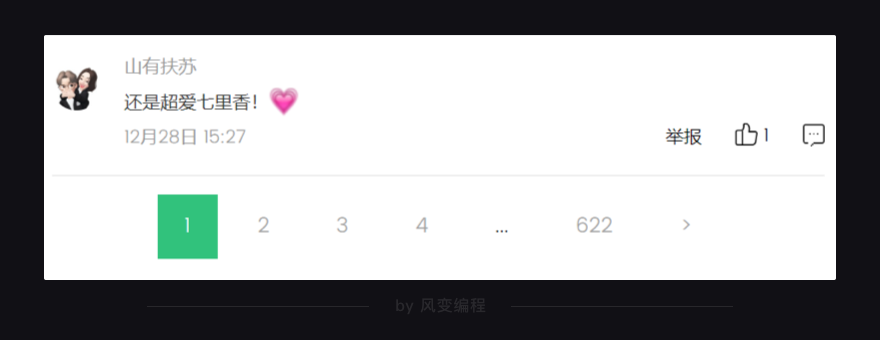 山有扶苏
还是超爱七里香！
12月28日 15:27
举报 1
1 2 3 4 ... 622 >
by 风变编程